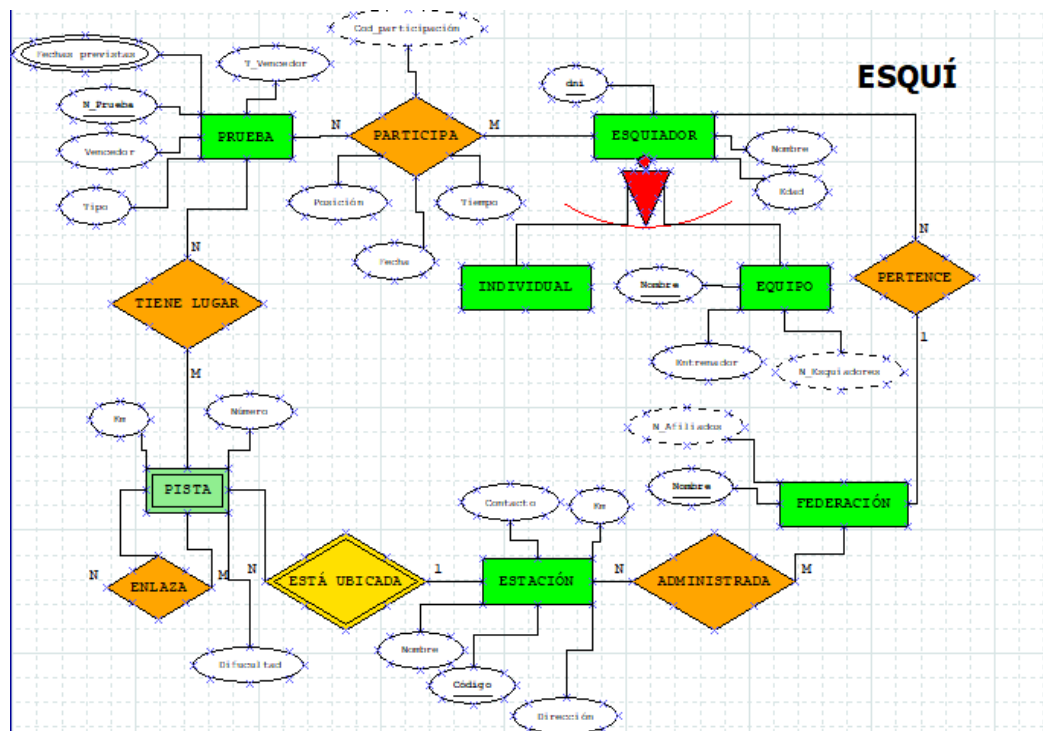 Cod_participación
Fechas previstas
T_Vencedor
ESQUÍ
dni
N_Prueba
PRUEBA
N
PARTICIPA
M
ESQUIADOR
Nombre
Vencedor
Edad
Tipo
Posición
Tiempo
Fecha
N
N
TIENE LUGAR
INDIVIDUAL
Nombre
EQUIPO
PERTENCE
1
Entrenador
N_Esquiadores
M
Km
Número
N_Afiliados
PISTA
Contacto
Km
Nombre
FEDERACIÓN
N
ENLAZA
M
N
ESTÁ UBICADA
1
ESTACIÓN
N
ADMINISTRADA
M
Nombre
Dificultad
Código
Dirección